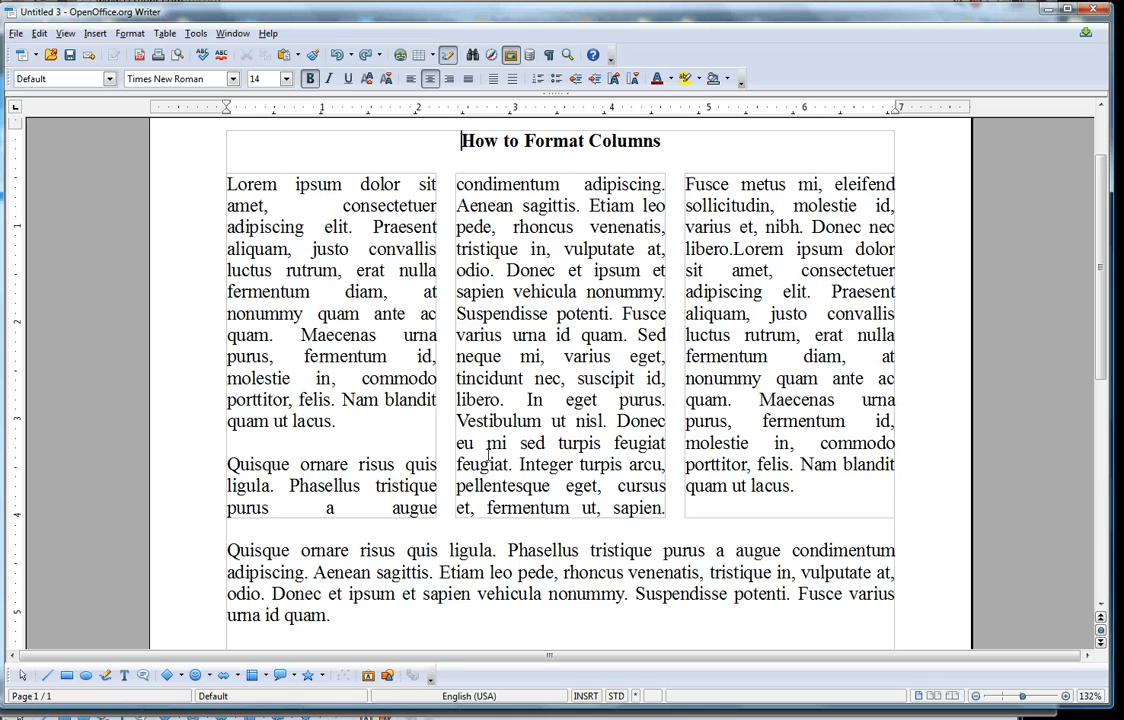 Untitled 3 - OpenOffice.org Writer
File Edit View Insert Format Table Tools Window Help
Default Times New Roman 14
1 2 3 4 5 6 7
How to Format Columns
Lorem ipsum dolor sit
amet, consectetuer
adipiscing elit. Praesent
aliquam, justo convallis
luctus rutrum, erat nulla
fermentum diam, at
nonummy quam ante ac
quam. Maecenas urna
purus, fermentum id,
molestie in, commodo
porttitor, felis. Nam blandit
quam ut lacus.
Quisque ornare risus quis
ligula. Phasellus tristique
purus a augue
condimentum adipiscing.
Aenean sagittis. Etiam leo
pede, rhoncus venenatis,
tristique in, vulputate at,
odio. Donec et ipsum et
sapien vehicula nonummy.
Suspendisse potenti. Fusce
varius urna id quam. Sed
neque mi, varius eget,
tincidunt nec, suscipit id,
libero. In eget purus.
Vestibulum ut nisl. Donec
eu mi sed turpis feugiat
feugiat. Integer turpis arcu,
pellentesque eget, cursus
et, fermentum ut, sapien.
Fusce metus mi, eleifend
sollicitudin, molestie id,
varius et, nibh. Donec nec
libero.Lorem ipsum dolor
sit amet, consectetuer
adipiscing elit. Praesent
aliquam, justo convallis
luctus rutrum, erat nulla
fermentum diam, at
nonummy quam ante ac
quam. Maecenas urna
purus, fermentum id,
molestie in, commodo
porttitor, felis. Nam blandit
quam ut lacus.
Quisque ornare risus quis ligula. Phasellus tristique purus a augue condimentum
adipiscing. Aenean sagittis. Etiam leo pede, rhoncus venenatis, tristique in, vulputate at,
odio. Donec et ipsum et sapien vehicula nonummy. Suspendisse potenti. Fusce varius
urna id quam.
Page 1 / 1 Default English (USA) INSRT STD * 132%